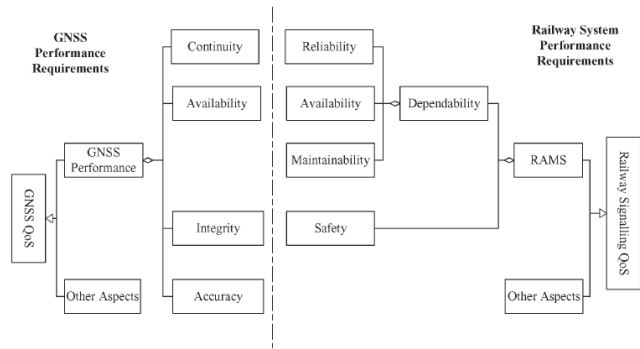 GNSS
Performance
Requirements
Railway System
Performance
Requirements
Continuity
Reliability
Availability
Availability
Dependability
GNSS
Performance
Maintainability
RAMS
GNSS QoS
Railway Signalling QoS
Integrity
Safety
Other Aspects
Accuracy
Other Aspects